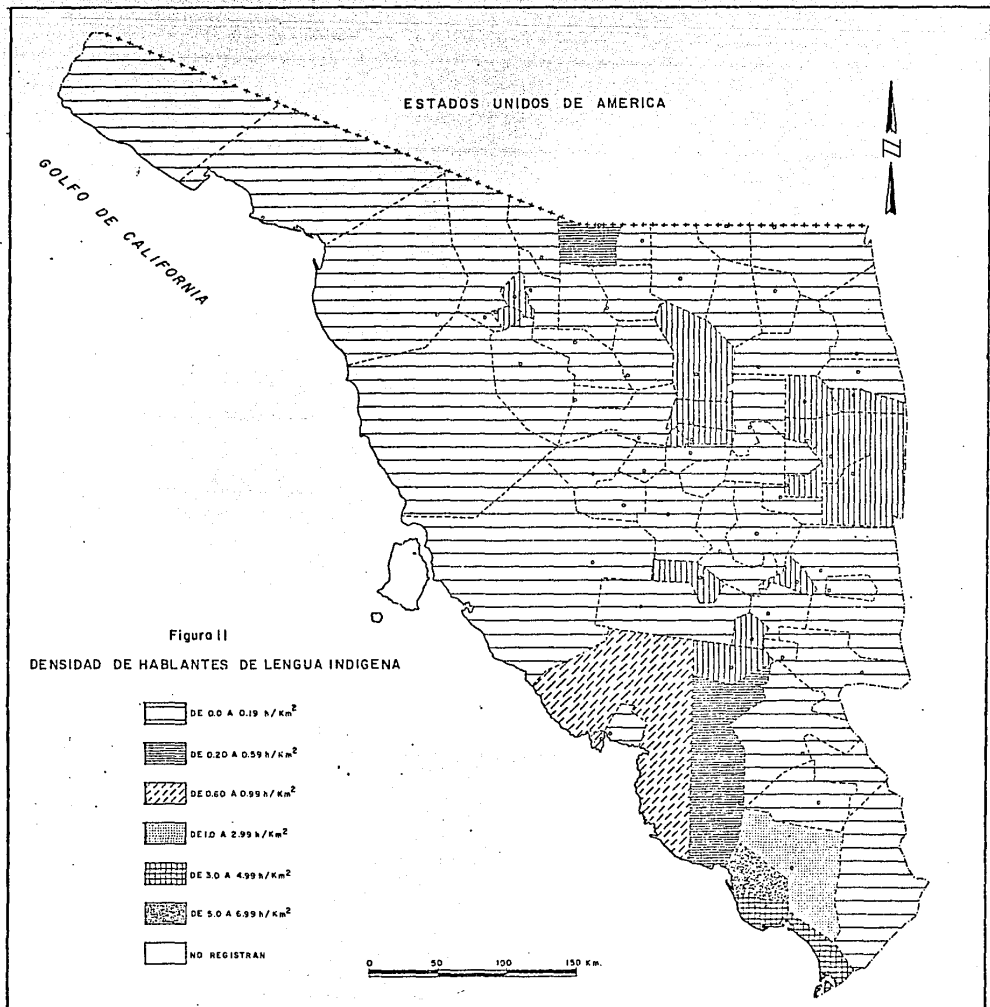 ESTADOS UNIDOS DE AMERICA
N
GOLFO DE CALIFORNIA
Figura II
DENSIDAD DE HABLANTES DE LENGUA INDIGENA
DE 0.0 A 0.19 h/Km²
DE 0.20 A 0.59 h/Km²
DE 0.60 A 0.99 h/Km²
DE 1.0 A 2.99 h/Km²
DE 3.0 A 4.99 h/Km²
DE 5.0 A 6.99 h/Km²
NO REGISTRAN
0 50 100 150 Km.